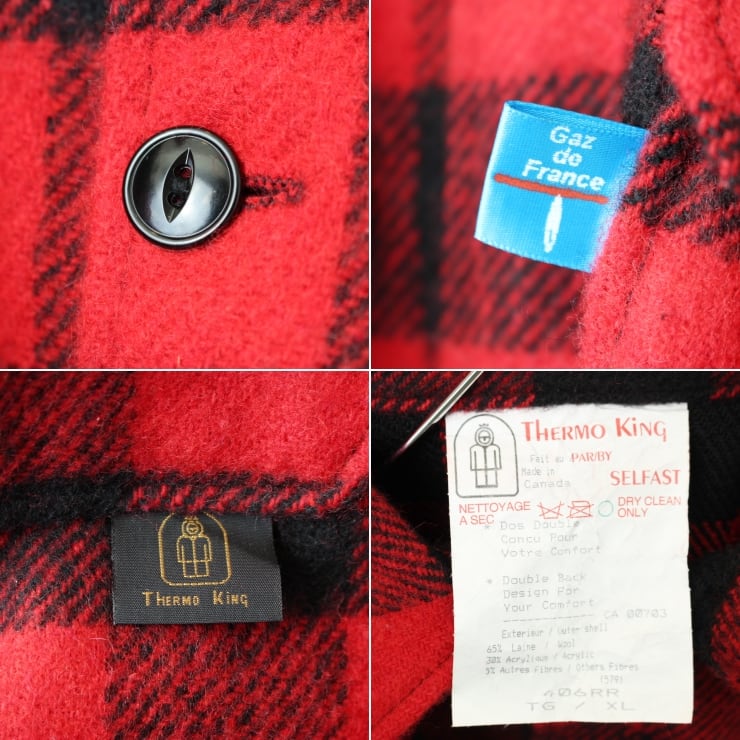 Gaz
de
France
THERMO KING
THERMO KING
Fait au PAR/BY
Made in
Canada SELFAST
NETTOYAGE DRY CLEAN
A SEC ONLY
* Dos Double
Concu Pour
Votre Confort
* Double Back
Design For
Your Comfort
------------ CA 00703
Exterieur / Outer shell
65% Laine / Wool
30% Acrylique / Acrylic
5% Autres Fibres / Others Fibres
(579)
406RR
TG / XL